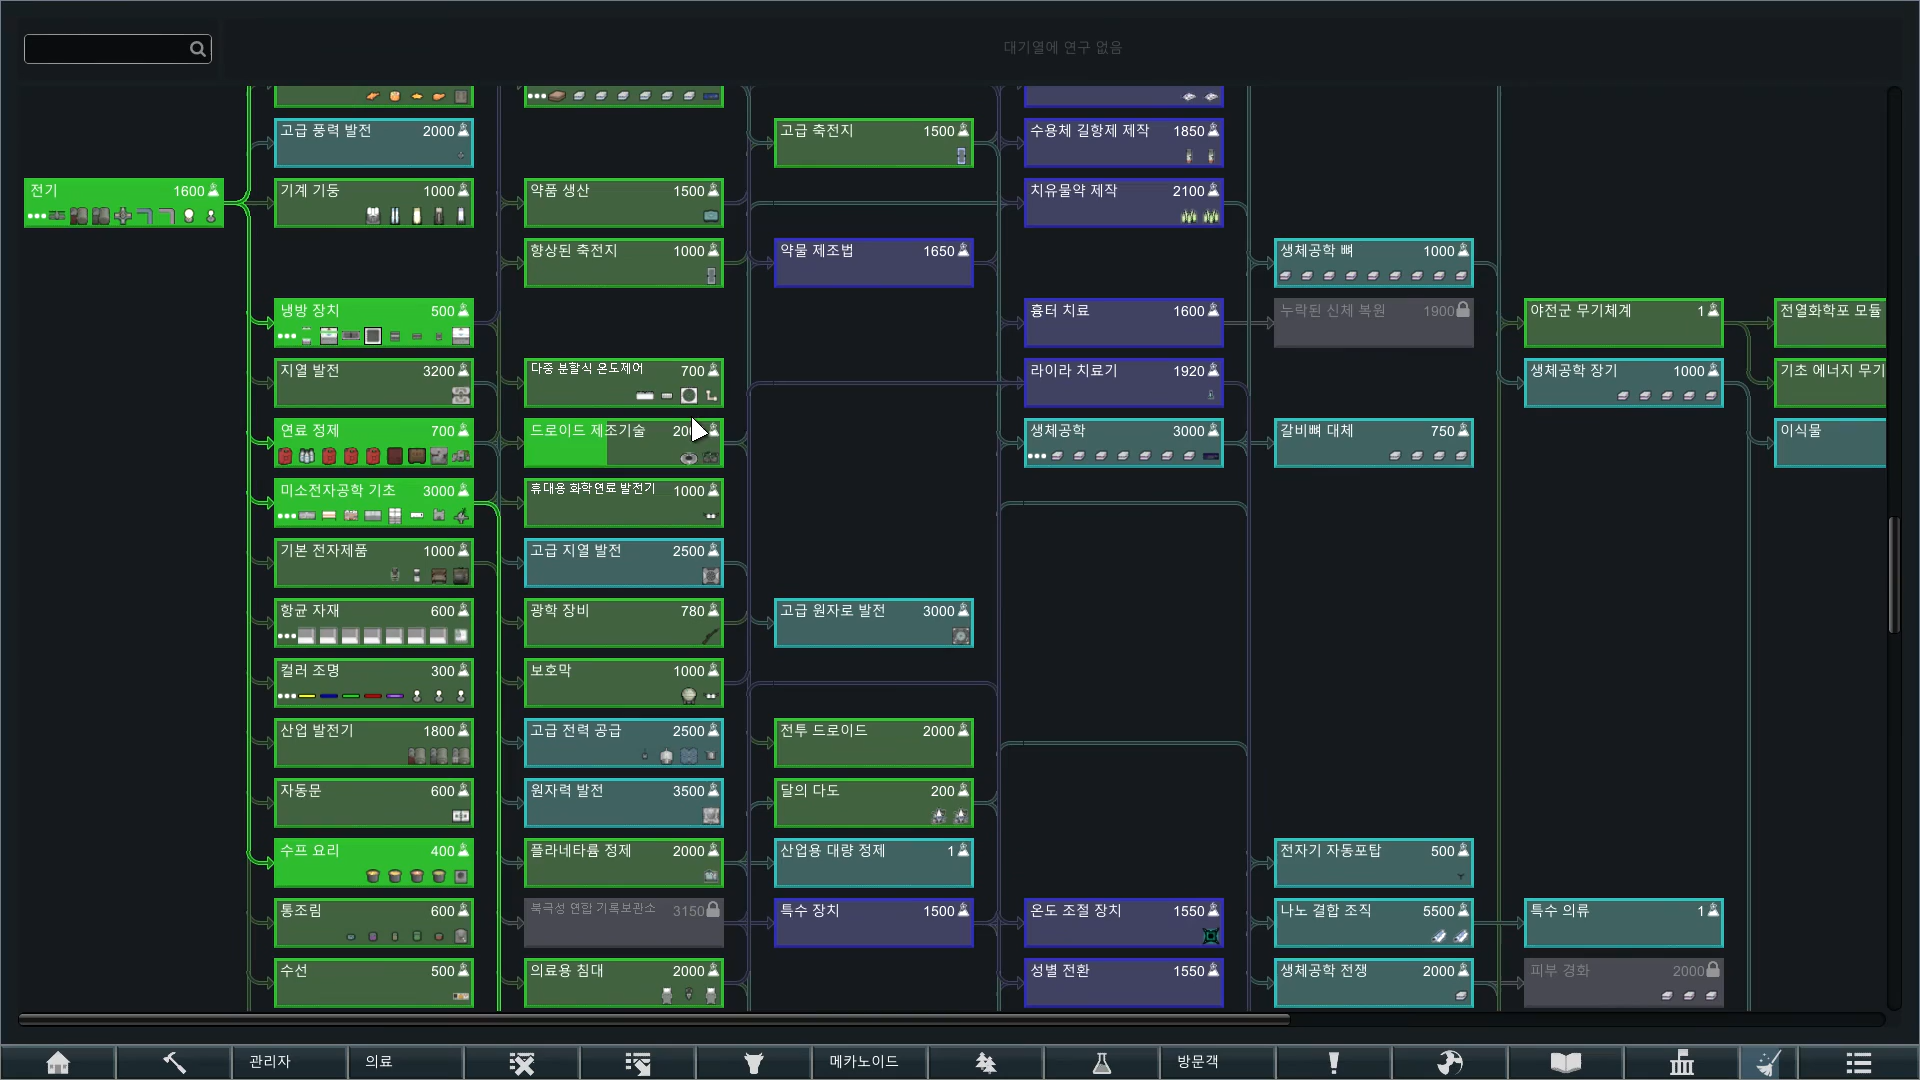 대기열에 연구 없음
고급 풍력 발전 2000
고급 축전지 1500
수용체 길항제 제작 1850
전기 1600
기계 기둥 1000
약품 생산 1500
치유물약 제작 2100
향상된 축전지 1000
약물 제조법 1650
생체공학 뼈 1000
냉방 장치 500
흉터 치료 1600
누락된 신체 복원 1900
야전군 무기체계 1
전열화학포 모듈
지열 발전 3200
다중 분할식 온도제어 700
라이라 치료기 1920
생체공학 장기 1000
기초 에너지 무기
연료 정제 700
드로이드 제조기술
생체공학 3000
갈비뼈 대체 750
이식물
미소전자공학 기초 3000
휴대용 화학연료 발전기 1000
기본 전자제품 1000
고급 지열 발전 2500
항균 자재 600
광학 장비 780
고급 원자로 발전 3000
컬러 조명 300
보호막 1000
산업 발전기 1800
고급 전력 공급 2500
전투 드로이드 2000
자동문 600
원자력 발전 3500
달의 다도 200
수프 요리 400
플라네타륨 정제 2000
산업용 대량 정제 1
전자기 자동포탑 500
통조림 600
북극성 연합 기록보관소 3150
특수 장치 1500
온도 조절 장치 1550
나노 결합 조직 5500
특수 의류 1
수선 500
의료용 침대 2000
성별 전환 1550
생체공학 전쟁 2000
피부 경화 2000
관리자
의료
메카노이드
방문객